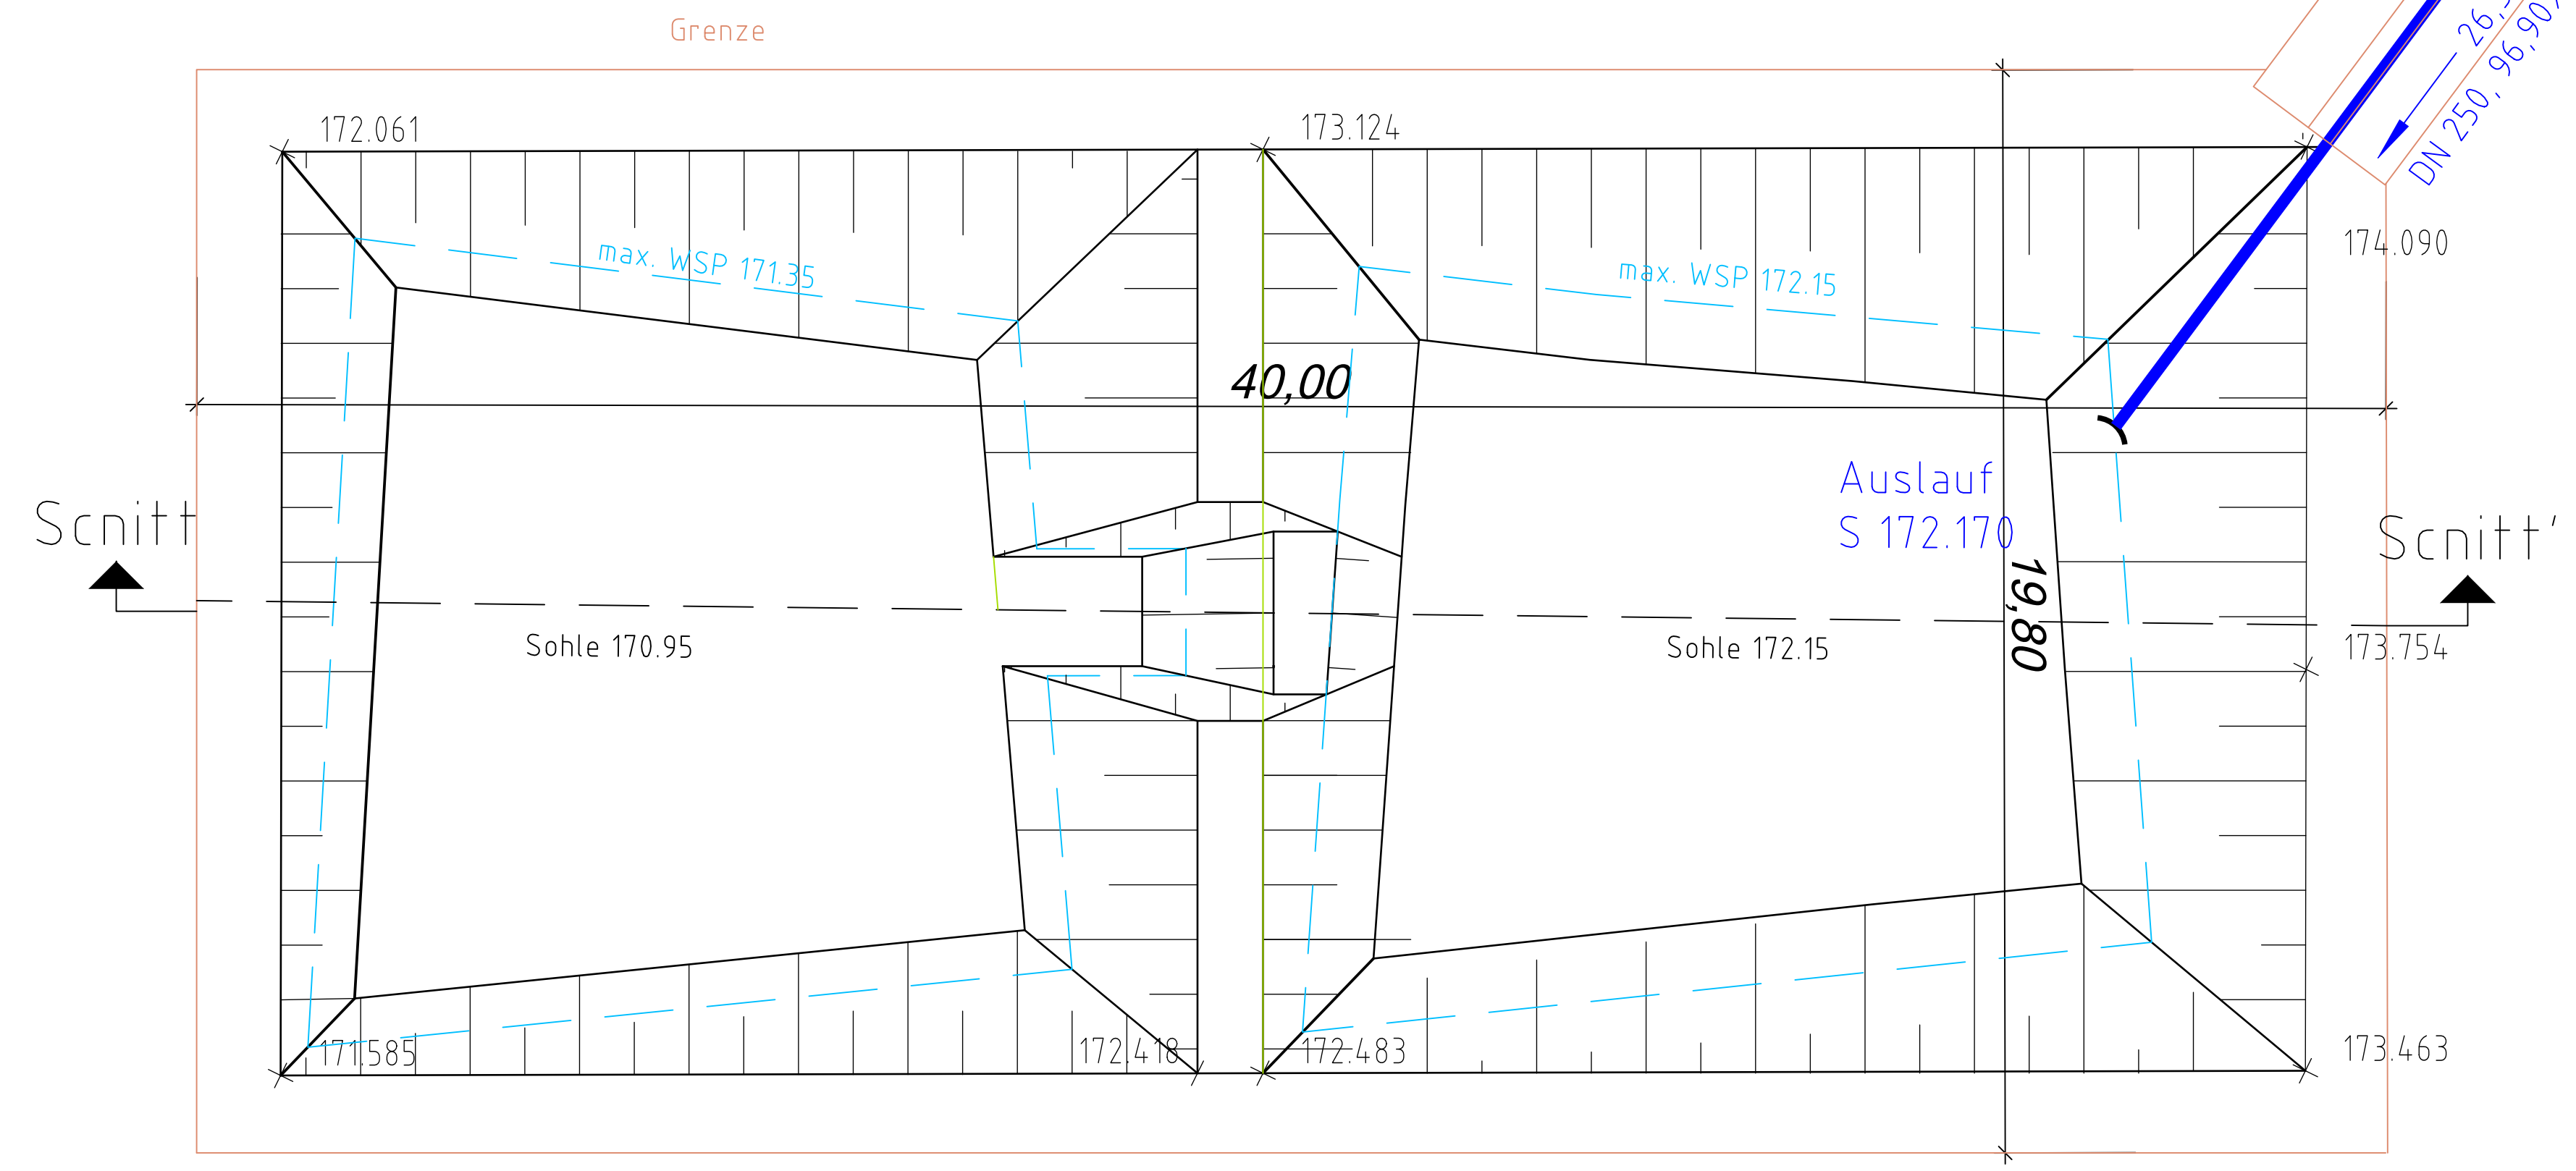 Grenze
26,
DN 250, 96,90
172.061
173.124
174.090
max. WSP 171.35
max. WSP 172.15
40,00
Auslauf
S 172.170
Scnitt
Scnitt'
19,80
Sohle 170.95
Sohle 172.15
173.754
171.585
172.418
172.483
173.463